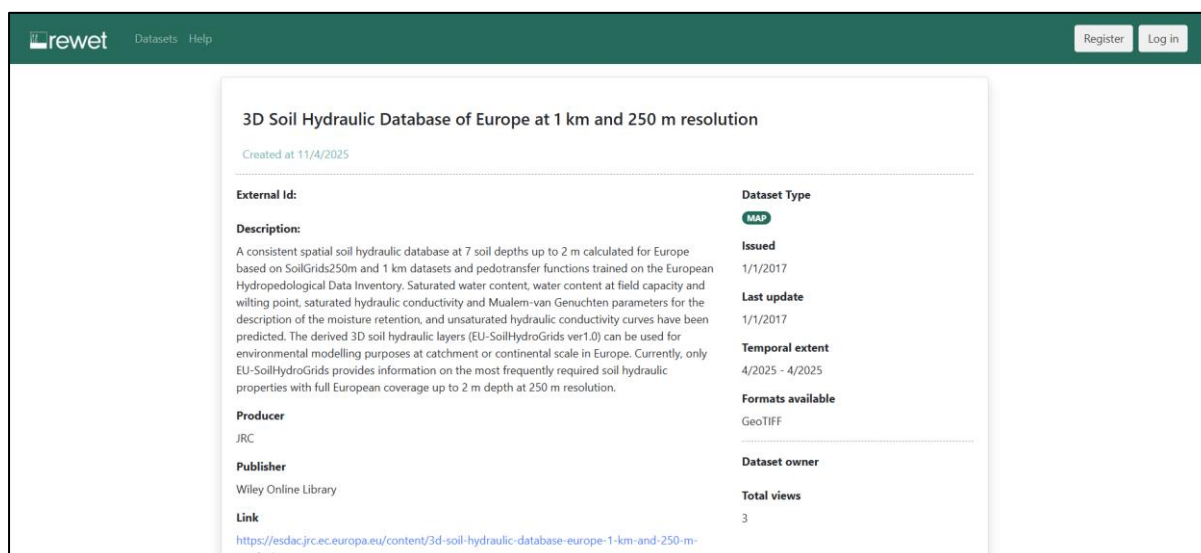 rewet
Datasets Help
Register
Log in
3D Soil Hydraulic Database of Europe at 1 km and 250 m resolution
Created at 11/4/2025
External Id:
Description:
A consistent spatial soil hydraulic database at 7 soil depths up to 2 m calculated for Europe
based on SoilGrids250m and 1 km datasets and pedotransfer functions trained on the European
Hydropedological Data Inventory. Saturated water content, water content at field capacity and
wilting point, saturated hydraulic conductivity and Mualem-van Genuchten parameters for the
description of the moisture retention, and unsaturated hydraulic conductivity curves have been
predicted. The derived 3D soil hydraulic layers (EU-SoilHydroGrids ver1.0) can be used for
environmental modelling purposes at catchment or continental scale in Europe. Currently, only
EU-SoilHydroGrids provides information on the most frequently required soil hydraulic
properties with full European coverage up to 2 m depth at 250 m resolution.
Producer
JRC
Publisher
Wiley Online Library
Link
https://esdac.jrc.ec.europa.eu/content/3d-soil-hydraulic-database-europe-1-km-and-250-m-
Dataset Type
MAP
Issued
1/1/2017
Last update
1/1/2017
Temporal extent
4/2025 - 4/2025
Formats available
GeoTIFF
Dataset owner
Total views
3